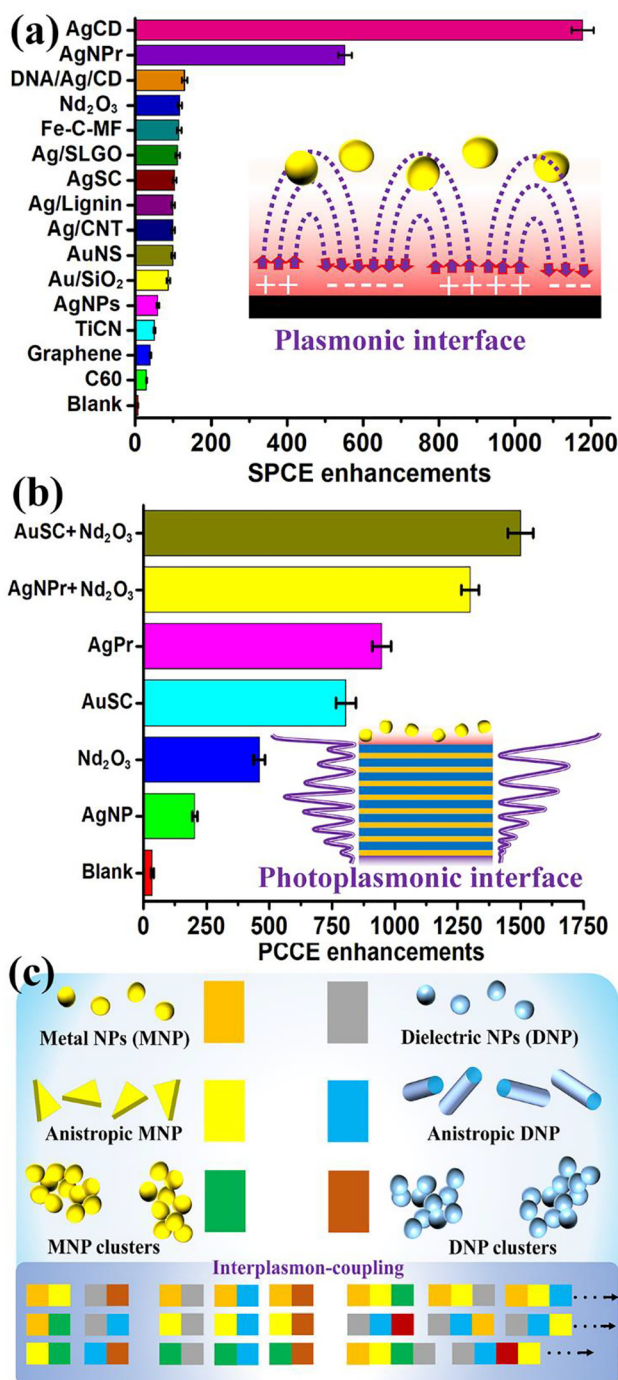 (a)
AgCD
AgNPr
DNA/Ag/CD
Nd₂O₃
Fe-C-MF
Ag/SLGO
AgSC
Ag/Lignin
Ag/CNT
AuNS
Au/SiO₂
AgNPs
TiCN
Graphene
C60
Blank
+ +
- - - -
+ + + +
- - -
Plasmonic interface
0 200 400 600 800 1000 1200
SPCE enhancements
(b)
AuSC+Nd₂O₃
AgNPr+Nd₂O₃
AgPr
AuSC
Nd₂O₃
AgNP
Blank
Photoplasmonic interface
0 250 500 750 1000 1250 1500 1750
PCCE enhancements
(c)
Metal NPs (MNP)
Dielectric NPs (DNP)
Anistropic MNP
Anistropic DNP
MNP clusters
DNP clusters
Interplasmon-coupling